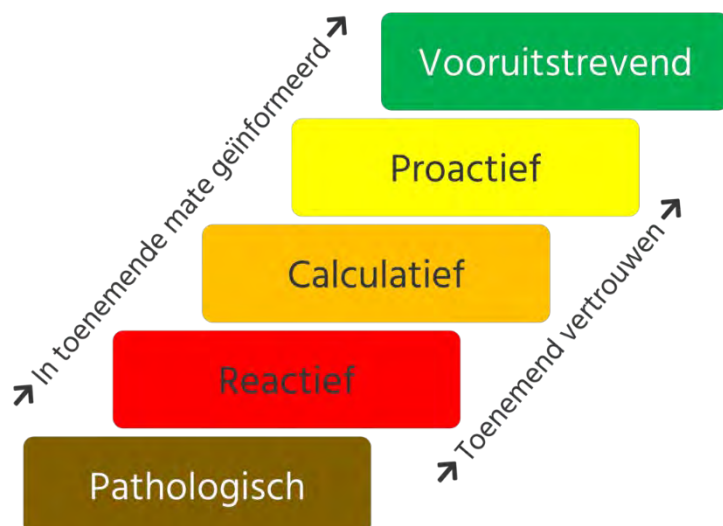 Vooruitstrevend
Proactief
Calculatief
Reactief
Pathologisch
In toenemende mate geïnformeerd
Toenemend vertrouwen